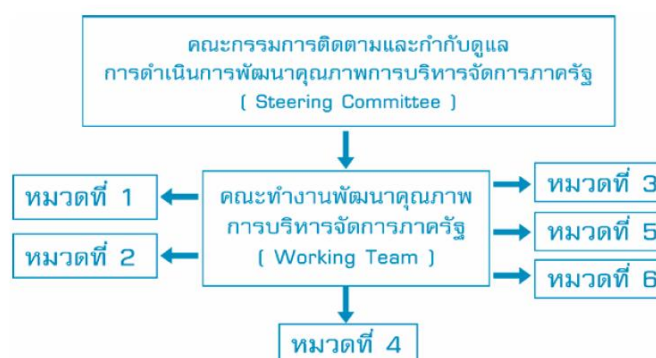 คณะกรรมการติดตามและกำกับดูแล
การดำเนินการพัฒนาคุณภาพการบริหารจัดการภาครัฐ
( Steering Committee )
หมวดที่ 1
หมวดที่ 2
คณะทำงานพัฒนาคุณภาพ
การบริหารจัดการภาครัฐ
( Working Team )
หมวดที่ 3
หมวดที่ 5
หมวดที่ 6
หมวดที่ 4